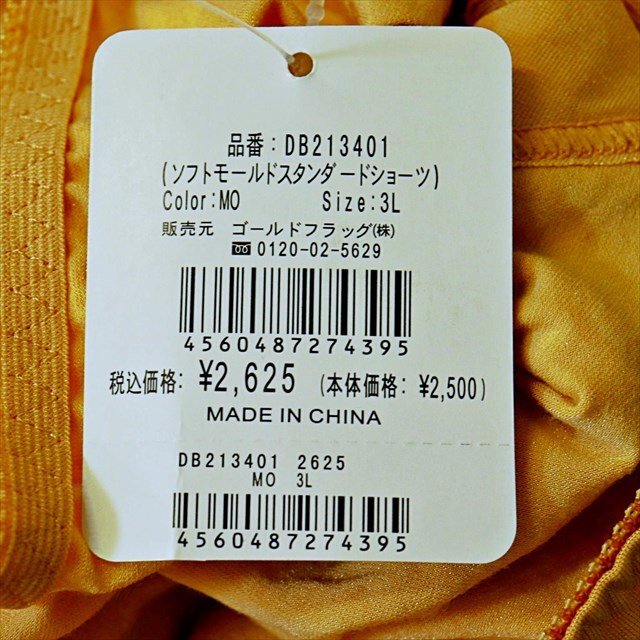 品番：DB213401
(ソフトモールドスタンダードショーツ)
Color:MO Size:3L
販売元 ゴールドフラッグ(株)
0120-02-5629
4560487274395
税込価格: ¥2,625 (本体価格: ¥2,500)
MADE IN CHINA
DB213401 2625
MO 3L
4560487274395